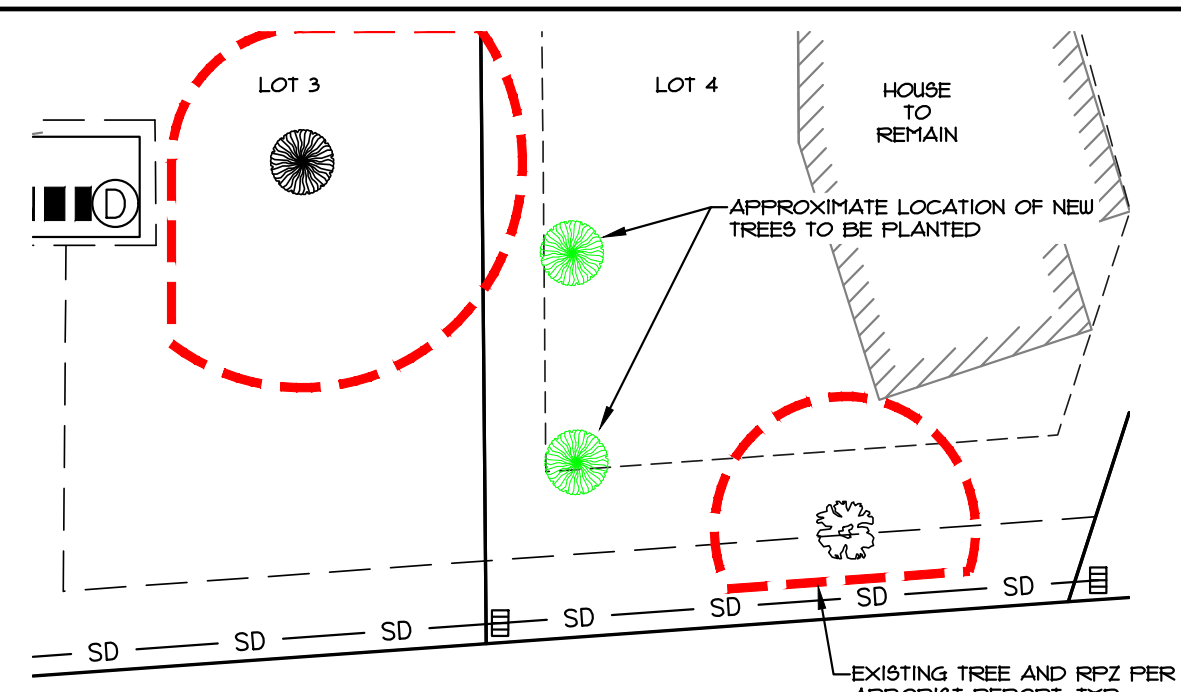 LOT 3
LOT 4
HOUSE
TO
REMAIN
D
APPROXIMATE LOCATION OF NEW
TREES TO BE PLANTED
SD
SD
SD
SD
SD
SD
SD
EXISTING TREE AND RPZ PER